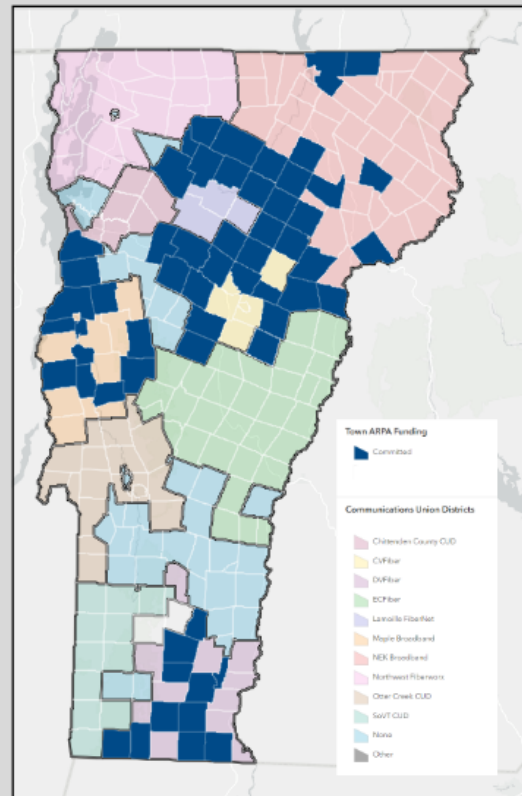 Town ARPA Funding
Committed
Communications Union Districts
Chittenden County CUD
CVFiber
DVFiber
ECFiber
Lamoille FiberNet
Maple Broadband
NEK Broadband
Northwest Fiberworx
Otter Creek CUD
SoVT CUD
None
Other